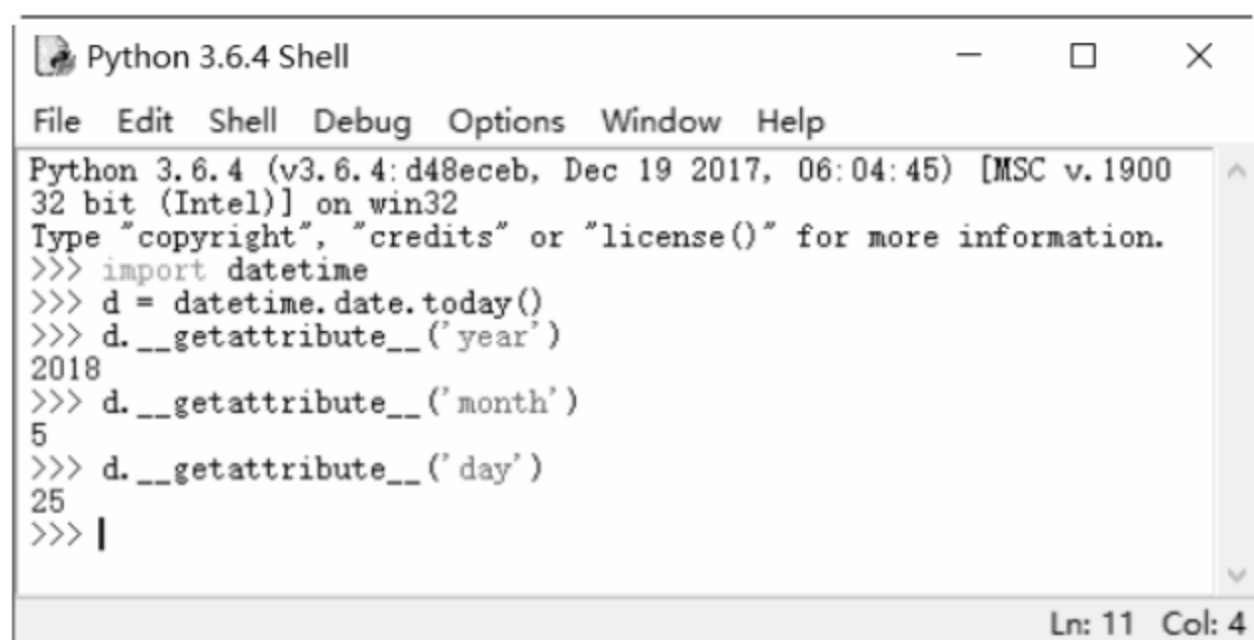 Python 3.6.4 Shell
File Edit Shell Debug Options Window Help
Python 3.6.4 (v3.6.4:d48eceb, Dec 19 2017, 06:04:45) [MSC v.1900
32 bit (Intel)] on win32
Type "copyright", "credits" or "license()" for more information.
>>> import datetime
>>> d = datetime.date.today()
>>> d.__getattribute__('year')
2018
>>> d.__getattribute__('month')
5
>>> d.__getattribute__('day')
25
>>>
Ln: 11 Col: 4